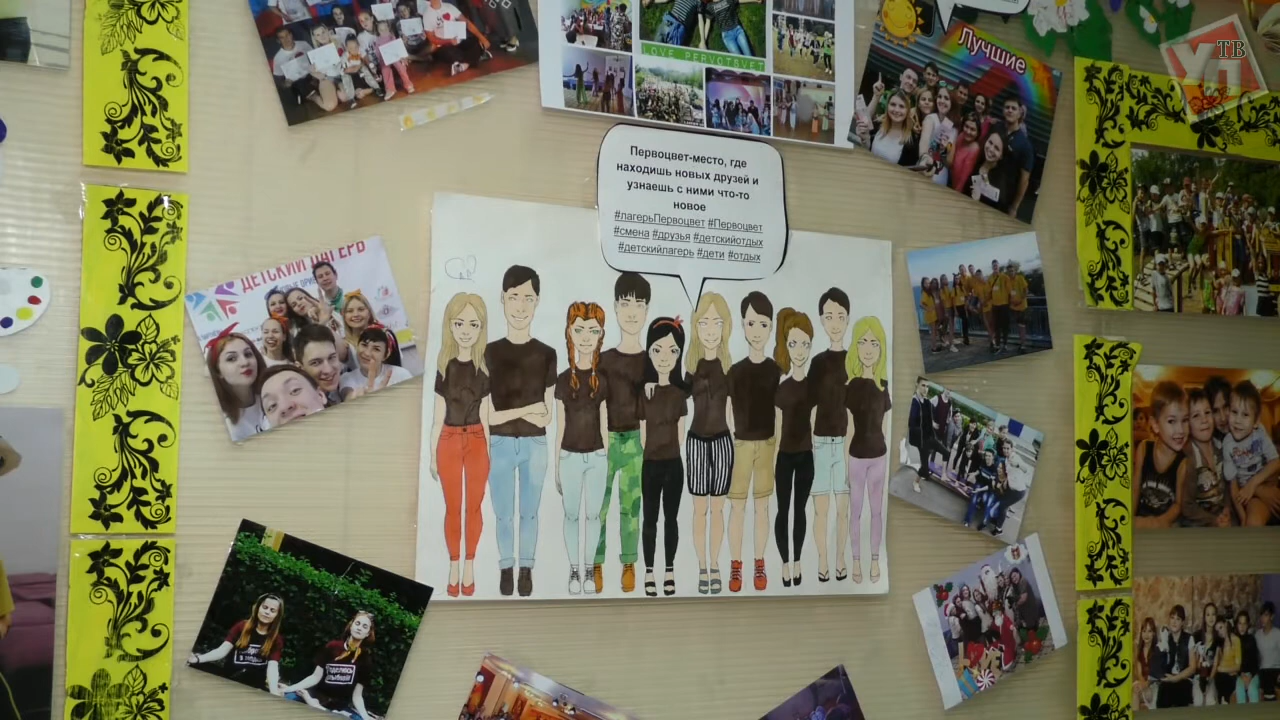 LOVE PERVOTSVET
Лучшие
УП
ТВ
Первоцвет-место, где
находишь новых друзей и
узнаешь с ними что-то
новое
#лагерьПервоцвет #Первоцвет
#смена #друзья #детскийотдых
#детскийлагерь #дети #отдых
ДЕТСКИЙ ЛАГЕРЬ